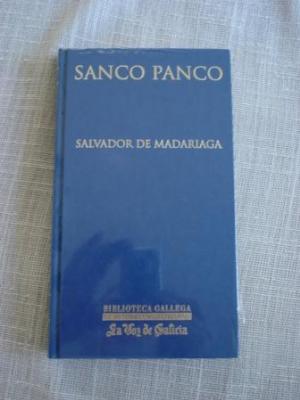 SANCO PANCO
SALVADOR DE MADARIAGA
BIBLIOTECA GALLEGA
La Voz de Galicia